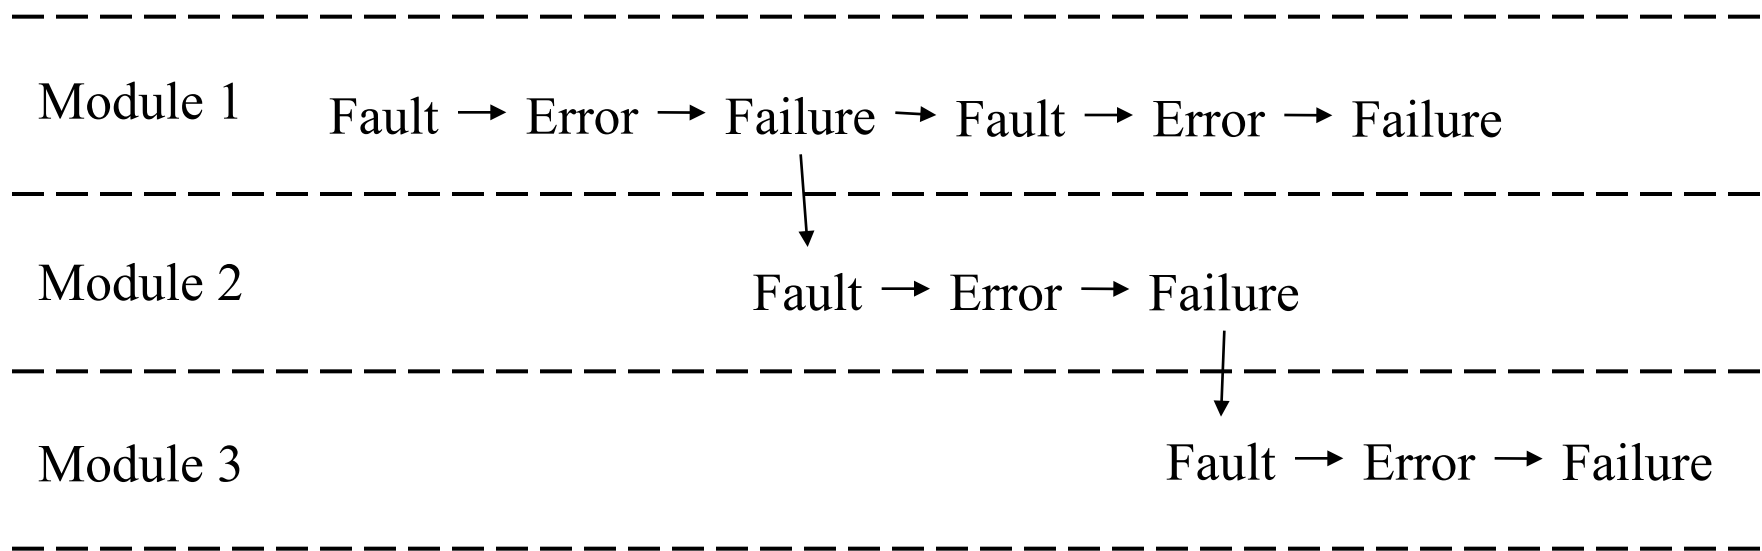 Module 1 Fault → Error → Failure → Fault → Error → Failure
Module 2 Fault → Error → Failure
Module 3 Fault → Error → Failure